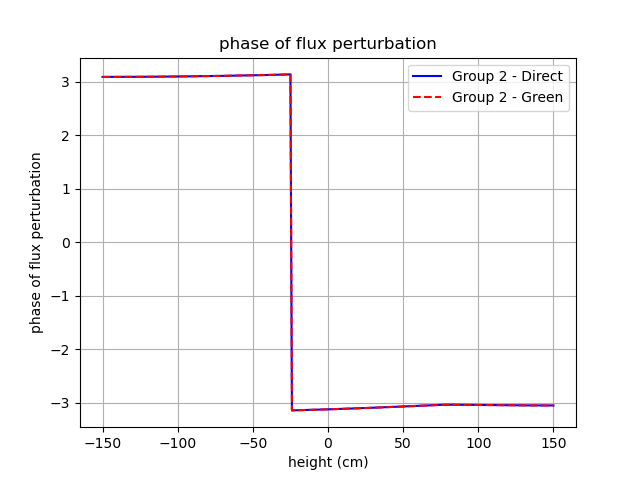 phase of flux perturbation
Group 2 - Direct
Group 2 - Green
phase of flux perturbation
3
2
1
0
−1
−2
−3
−150
−100
−50
0
50
100
150
height (cm)